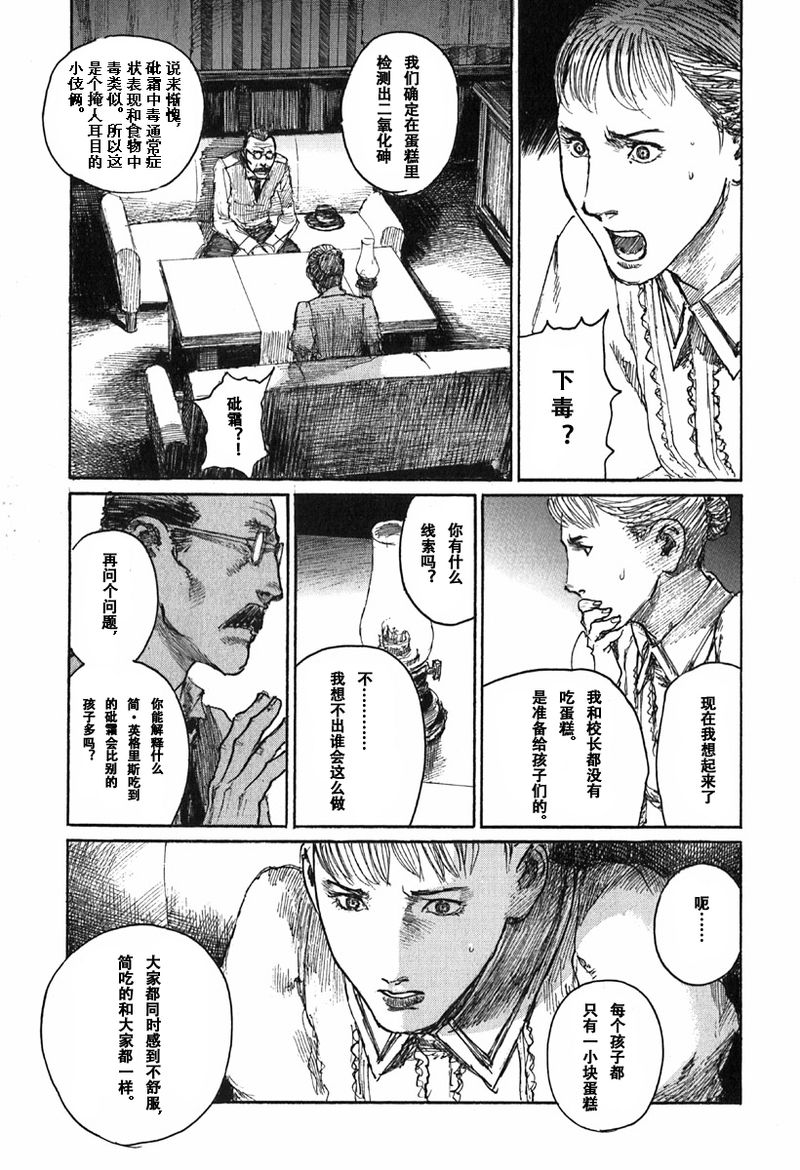 下毒？
我们确定在蛋糕里
检测出二氧化砷
说来惭愧，
砒霜中毒通常症
状表现和食物中
毒类似。所以这
是个掩人耳目的
小伎俩。
砒霜？！
现在我想起来了
我和校长都没有
吃蛋糕。
是准备给孩子们的。
你有什么
线索吗？
不………
我想不出谁会这么做
再问个问题，
你能解释什么
简·英格里斯吃到
的砒霜会比别的
孩子多吗？
呃……
每个孩子都
只有一小块蛋糕
大家都同时感到不舒服，
简吃的和大家都一样。